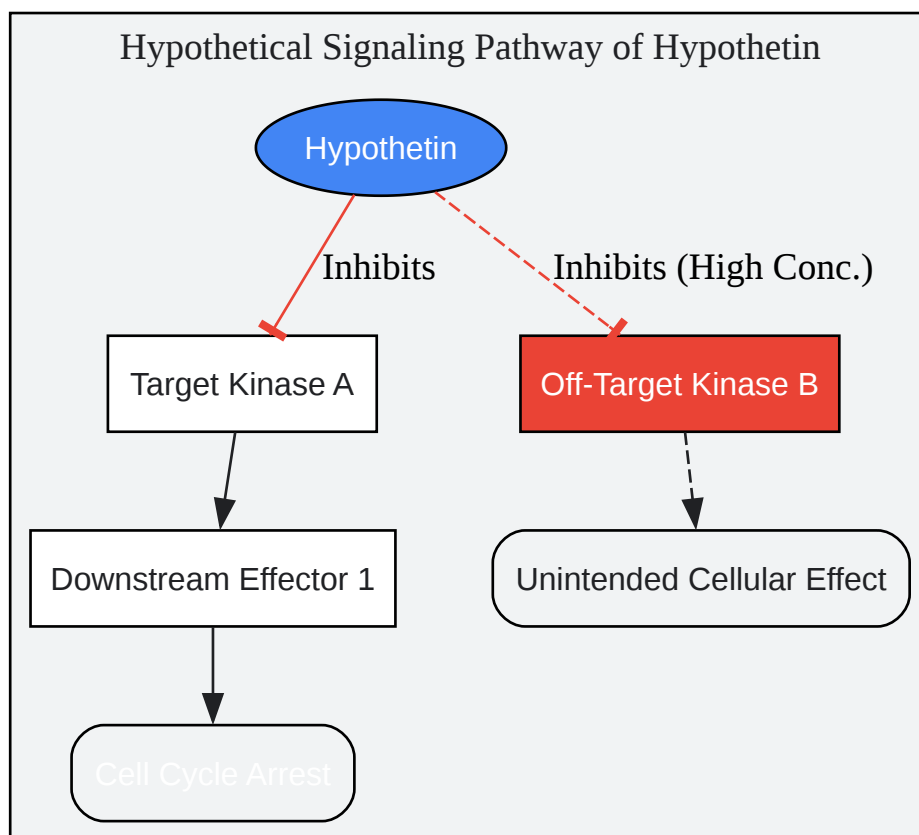 Hypothetical Signaling Pathway of Hypothetin
Hypothetin
Inhibits
Inhibits (High Conc.)
Target Kinase A
Off-Target Kinase B
Downstream Effector 1
Unintended Cellular Effect
Cell Cycle Arrest